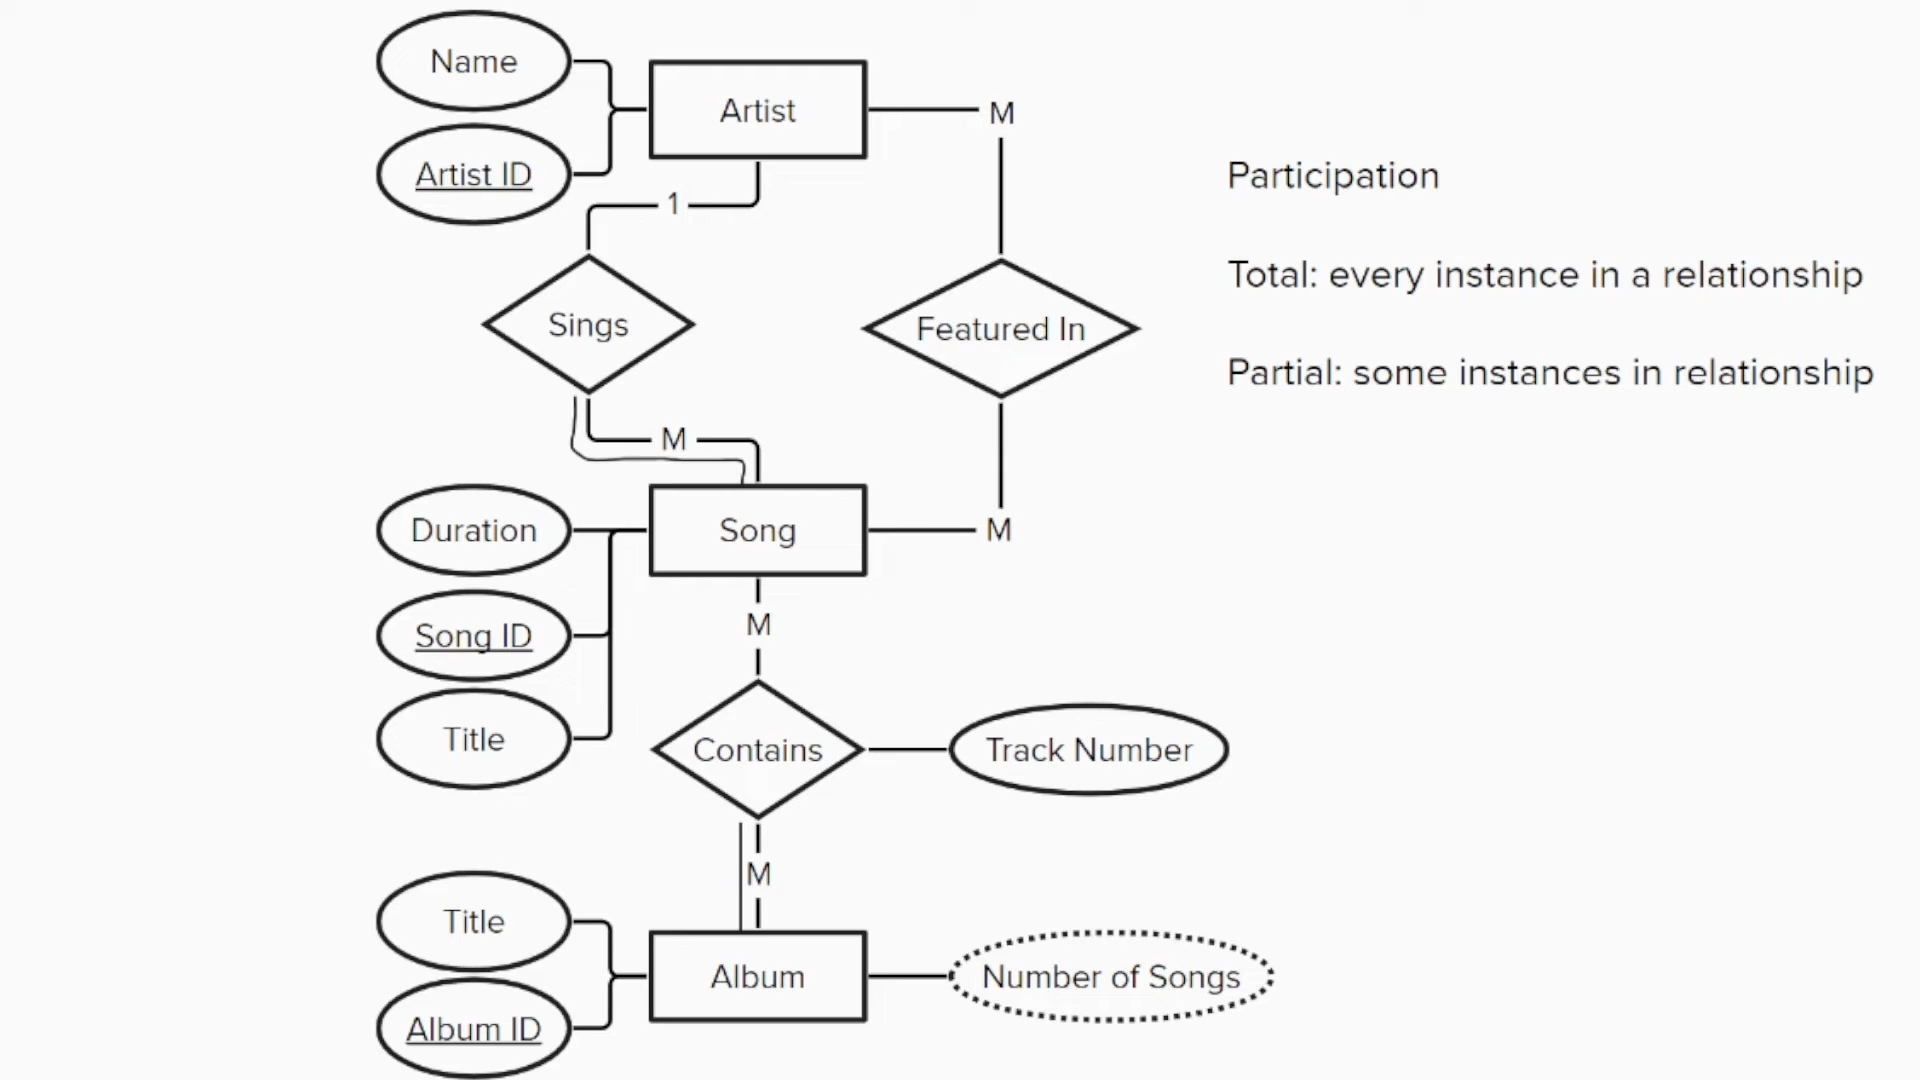 Name
Artist
M
Artist ID
1
Participation
Total: every instance in a relationship
Sings
Featured In
Partial: some instances in relationship
M
Duration
Song
M
Song ID
M
Title
Contains
Track Number
M
Title
Album
Number of Songs
Album ID